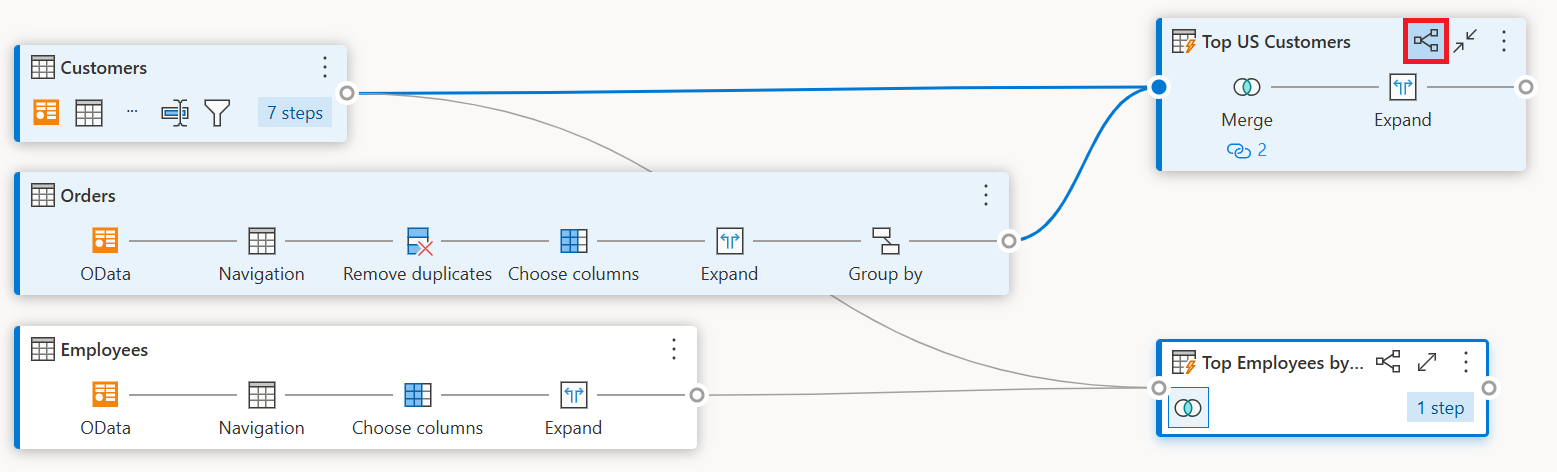 Customers
7 steps
Orders
OData
Navigation
Remove duplicates
Choose columns
Expand
Group by
Employees
OData
Navigation
Choose columns
Expand
Top US Customers
Merge
Expand
2
Top Employees by...
1 step